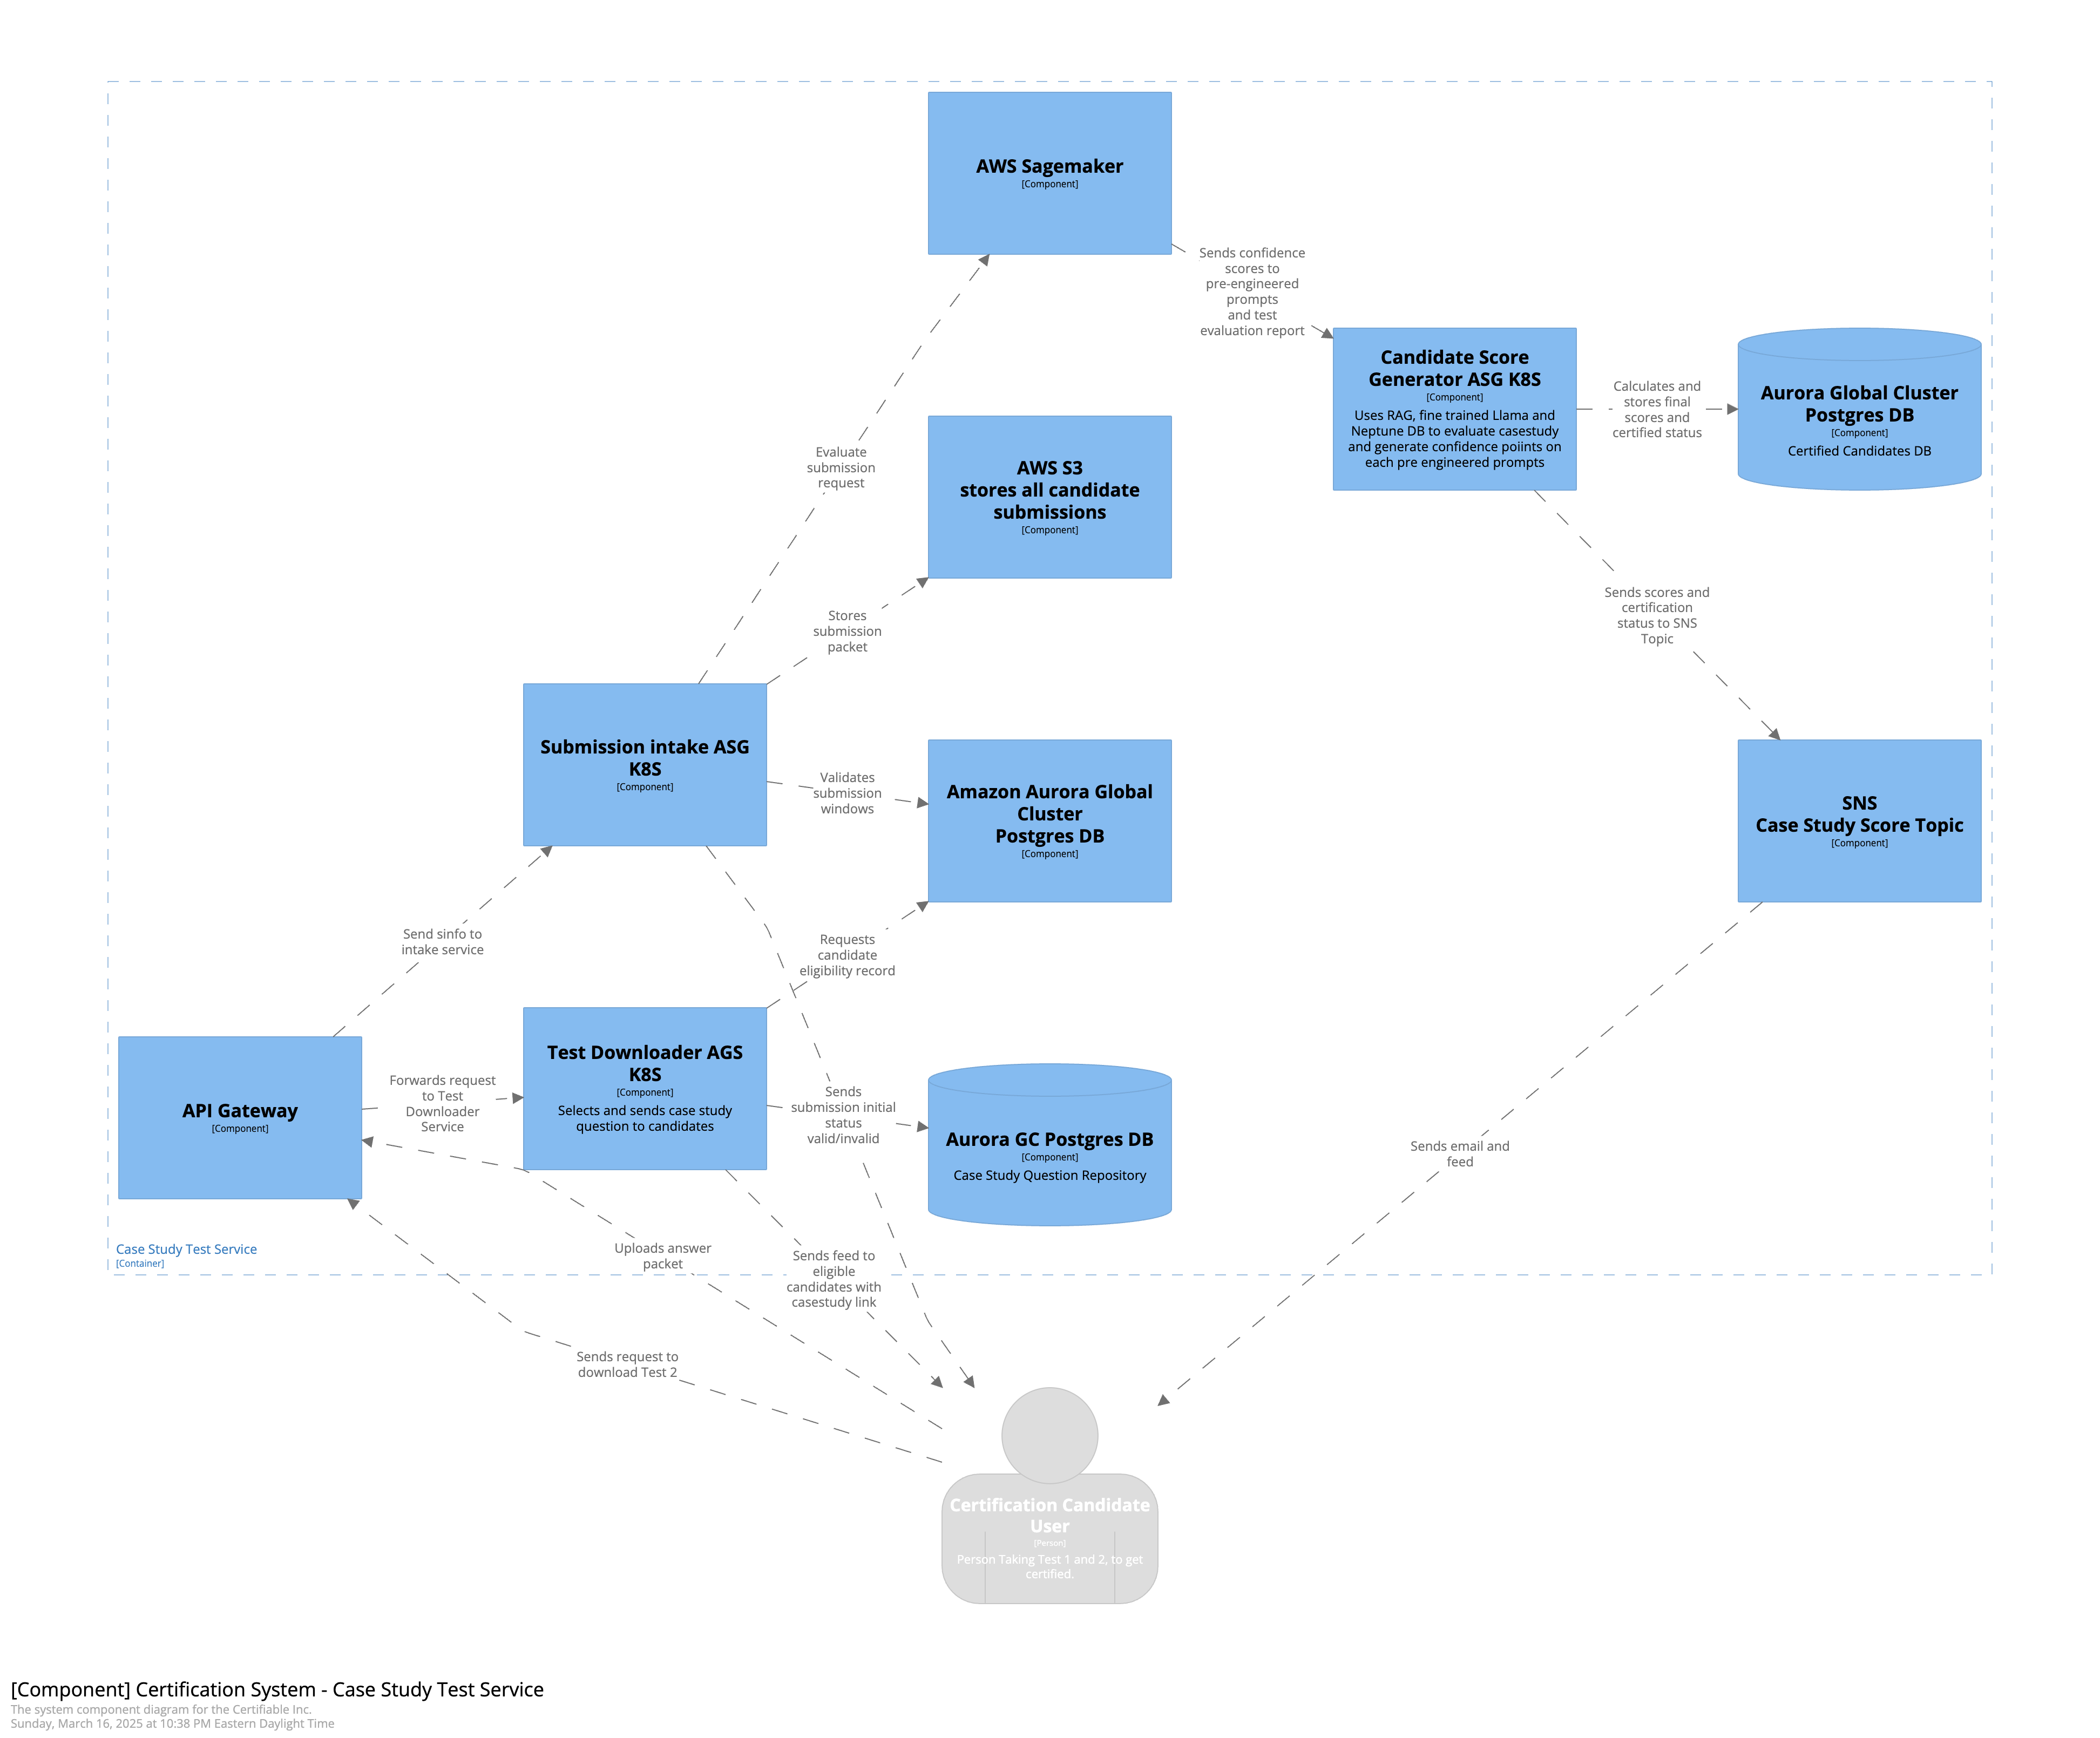 AWS Sagemaker
[Component]
Sends confidence
scores to
pre-engineered
prompts
and test
evaluation report
Candidate Score
Generator ASG K8S
[Component]
Uses RAG, fine trained Llama and
Neptune DB to evaluate casestudy
and generate confidence poiints on
each pre engineered prompts
Calculates and
stores final
scores and
certified status
Aurora Global Cluster
Postgres DB
[Component]
Certified Candidates DB
Evaluate
submission
request
AWS S3
stores all candidate
submissions
[Component]
Stores
submission
packet
Sends scores and
certification
status to SNS
Topic
Submission intake ASG
K8S
[Component]
Validates
submission
windows
Amazon Aurora Global
Cluster
Postgres DB
[Component]
SNS
Case Study Score Topic
[Component]
Send sinfo to
intake service
Requests
candidate
eligibility record
API Gateway
[Component]
Forwards request
to Test
Downloader
Service
Test Downloader AGS
K8S
[Component]
Selects and sends case study
question to candidates
Sends
submission initial
status
valid/invalid
Aurora GC Postgres DB
[Component]
Case Study Question Repository
Sends email and
feed
Case Study Test Service
[Container]
Uploads answer
packet
Sends feed to
eligible
candidates with
casestudy link
Sends request to
download Test 2
Certification Candidate
User
[Person]
Person Taking Test 1 and 2, to get
certified.
[Component] Certification System - Case Study Test Service
The system component diagram for the Certifiable Inc.
Sunday, March 16, 2025 at 10:38 PM Eastern Daylight Time